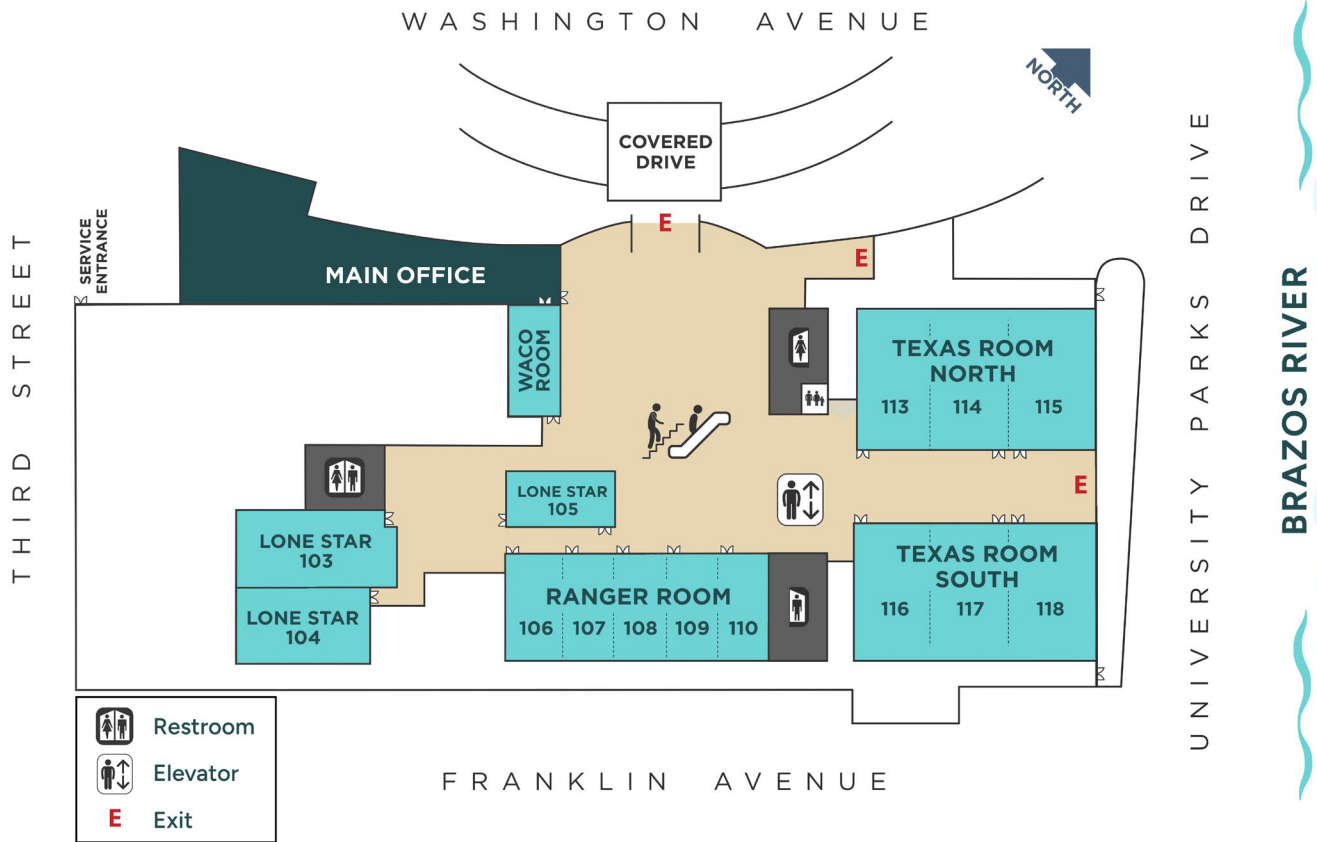 WASHINGTON AVENUE
NORTH
COVERED
DRIVE
E
E
SERVICE
ENTRANCE
MAIN OFFICE
WACO
ROOM
TEXAS ROOM
NORTH
113 114 115
THIRD STREET
UNIVERSITY PARKS DRIVE
BRAZOS RIVER
E
LONE STAR
105
LONE STAR
103
LONE STAR
104
RANGER ROOM
106 107 108 109 110
TEXAS ROOM
SOUTH
116 117 118
Restroom
Elevator
E Exit
FRANKLIN AVENUE